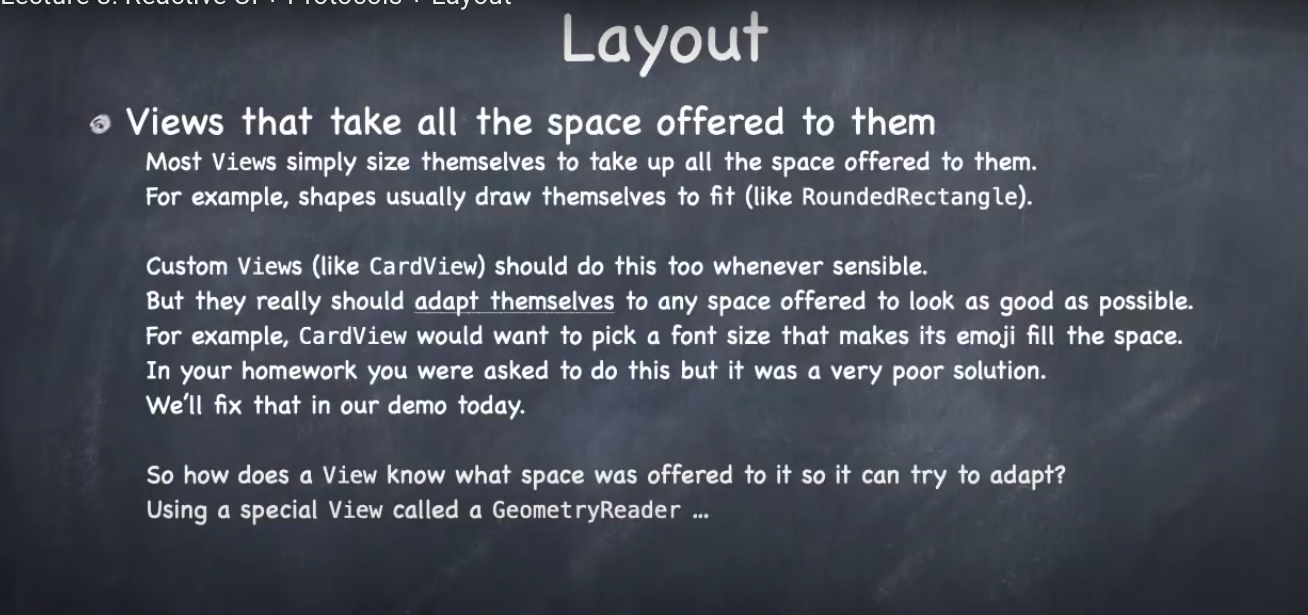 Lecture 3: Reactive UI + Protocols + Layout
Layout
Views that take all the space offered to them
Most Views simply size themselves to take up all the space offered to them.
For example, shapes usually draw themselves to fit (like RoundedRectangle).
Custom Views (like CardView) should do this too whenever sensible.
But they really should adapt themselves to any space offered to look as good as possible.
For example, CardView would want to pick a font size that makes its emoji fill the space.
In your homework you were asked to do this but it was a very poor solution.
We'll fix that in our demo today.
So how does a View know what space was offered to it so it can try to adapt?
Using a special View called a GeometryReader ...